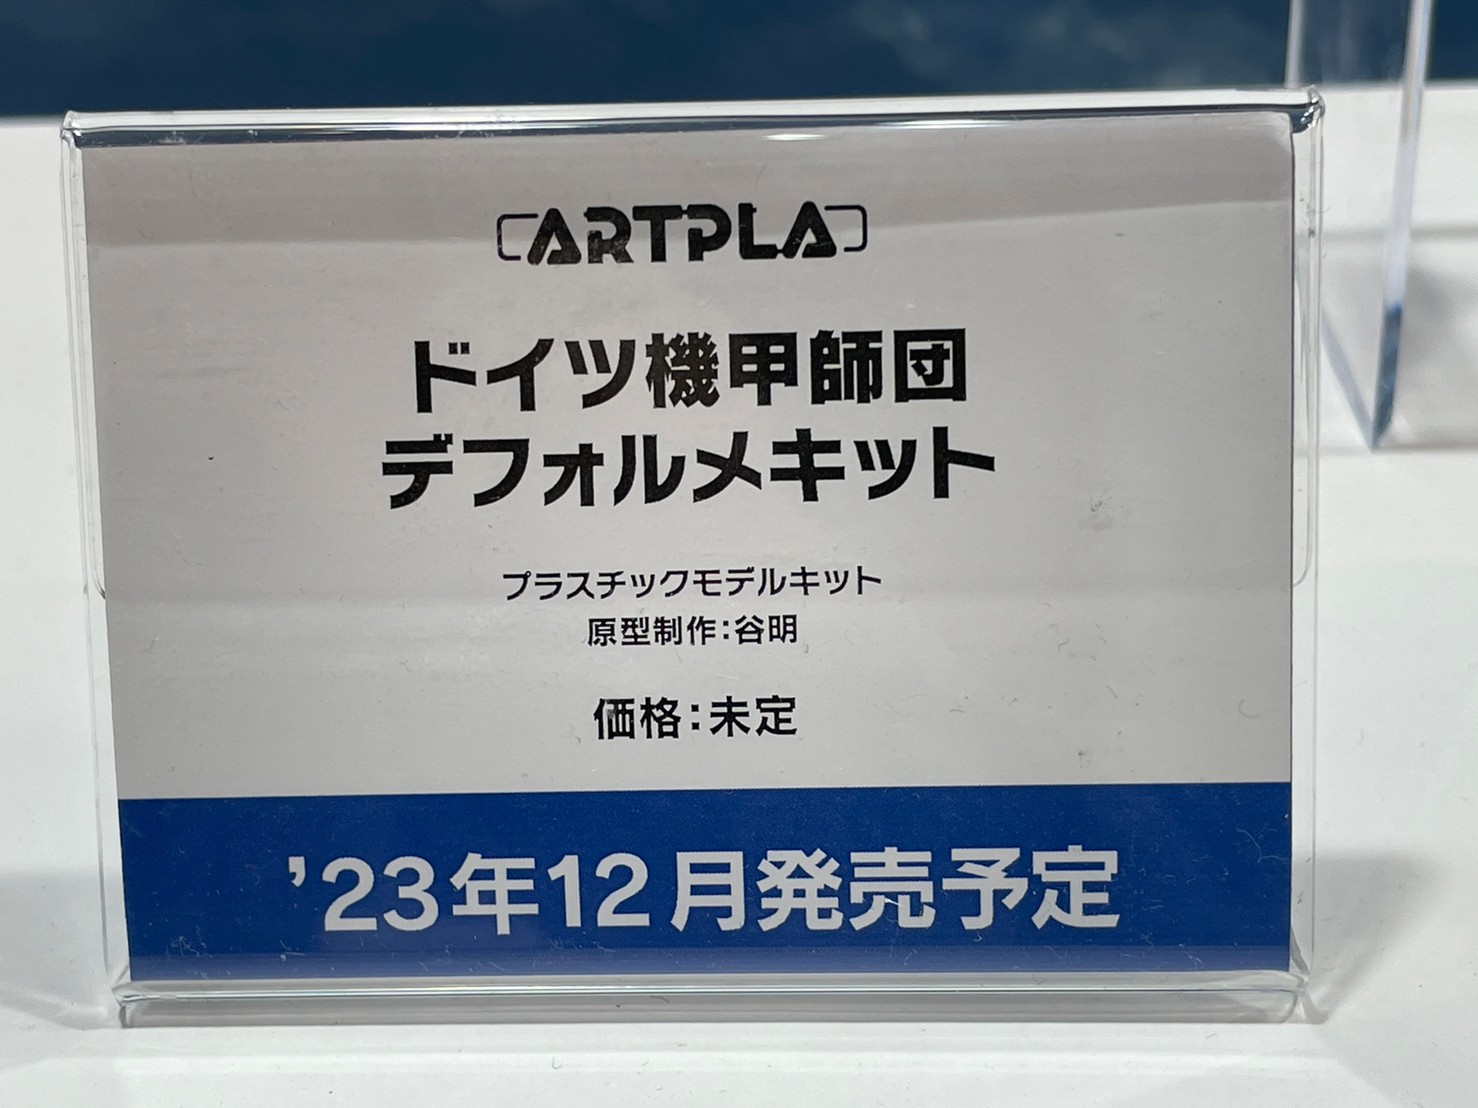 ARTPLA
ドイツ機甲師団
デフォルメキット
プラスチックモデルキット
原型制作：谷明
価格：未定
’23年12月発売予定